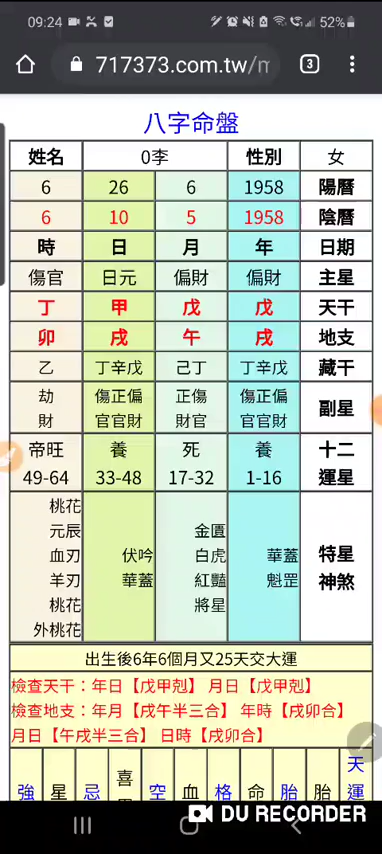 09:24 52%
717373.com.tw/m 3
八字命盤
姓名 0李 性別 女
6 26 6 1958 陽曆
6 10 5 1958 陰曆
時 日 月 年 日期
傷官 日元 偏財 偏財 主星
丁 甲 戊 戊 天干
卯 戌 午 戌 地支
乙 丁辛戊 己丁 丁辛戊 藏干
劫 傷正偏 正傷 傷正偏 副星
財 官官財 財官 官官財
帝旺 養 死 養 十二
49-64 33-48 17-32 1-16 運星
桃花
元辰 金匱
血刃 伏吟 白虎 華蓋 特星
羊刃 華蓋 紅豔 魁罡 神煞
桃花 將星
外桃花
出生後6年6個月又25天交大運
檢查天干：年日【戊甲剋】 月日【戊甲剋】
檢查地支：年月【戌午半三合】 年時【戌卯合】
月日【午戌半三合】 日時【戌卯合】
強 星 忌 喜 空 血 格 命 胎 胎 天
運
DU RECORDER